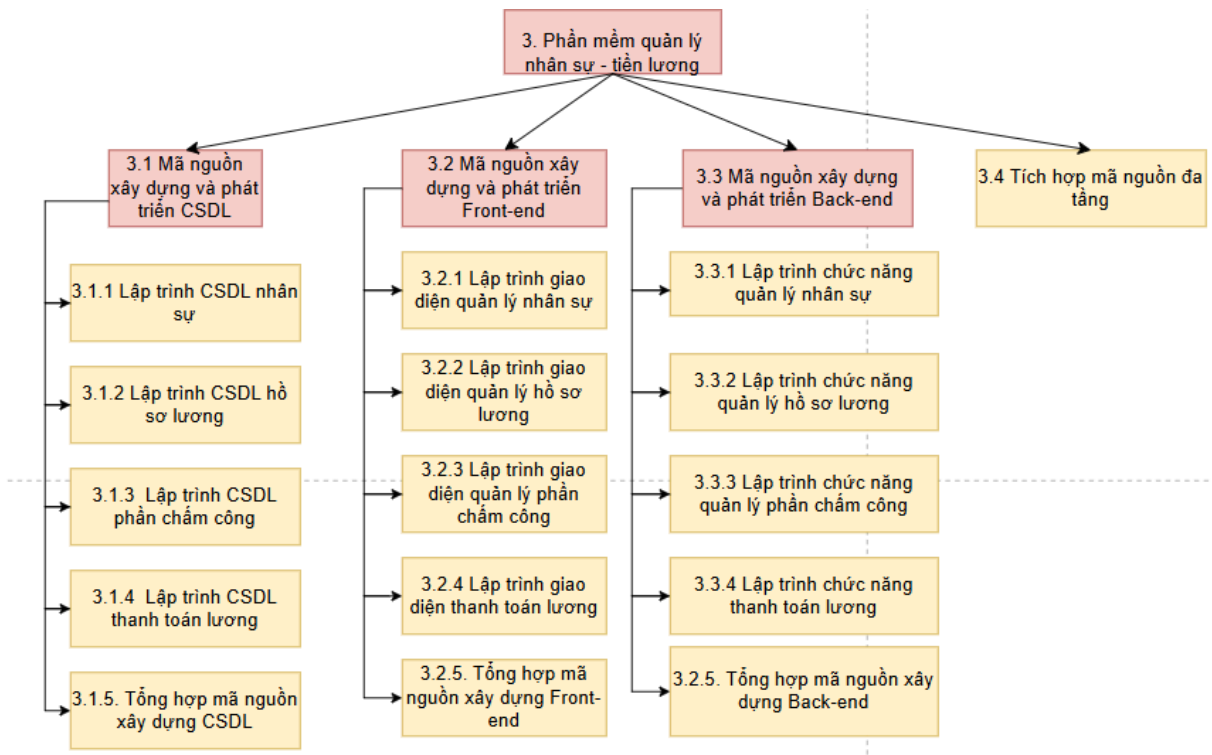 3. Phần mềm quản lý
nhân sự - tiền lương
3.1 Mã nguồn
xây dựng và phát
triển CSDL
3.2 Mã nguồn xây
dựng và phát triển
Front-end
3.3 Mã nguồn xây dựng
và phát triển Back-end
3.4 Tích hợp mã nguồn đa
tầng
3.1.1 Lập trình CSDL nhân
sự
3.1.2 Lập trình CSDL hồ
sơ lương
3.1.3 Lập trình CSDL
phần chấm công
3.1.4 Lập trình CSDL
thanh toán lương
3.1.5. Tổng hợp mã nguồn
xây dựng CSDL
3.2.1 Lập trình giao
diện quản lý nhân sự
3.2.2 Lập trình giao
diện quản lý hồ sơ
lương
3.2.3 Lập trình giao
diện quản lý phần
chấm công
3.2.4 Lập trình giao
diện thanh toán lương
3.2.5. Tổng hợp mã
nguồn xây dựng Front-
end
3.3.1 Lập trình chức năng
quản lý nhân sự
3.3.2 Lập trình chức năng
quản lý hồ sơ lương
3.3.3 Lập trình chức năng
quản lý phần chấm công
3.3.4 Lập trình chức năng
thanh toán lương
3.2.5. Tổng hợp mã nguồn xây
dựng Back-end